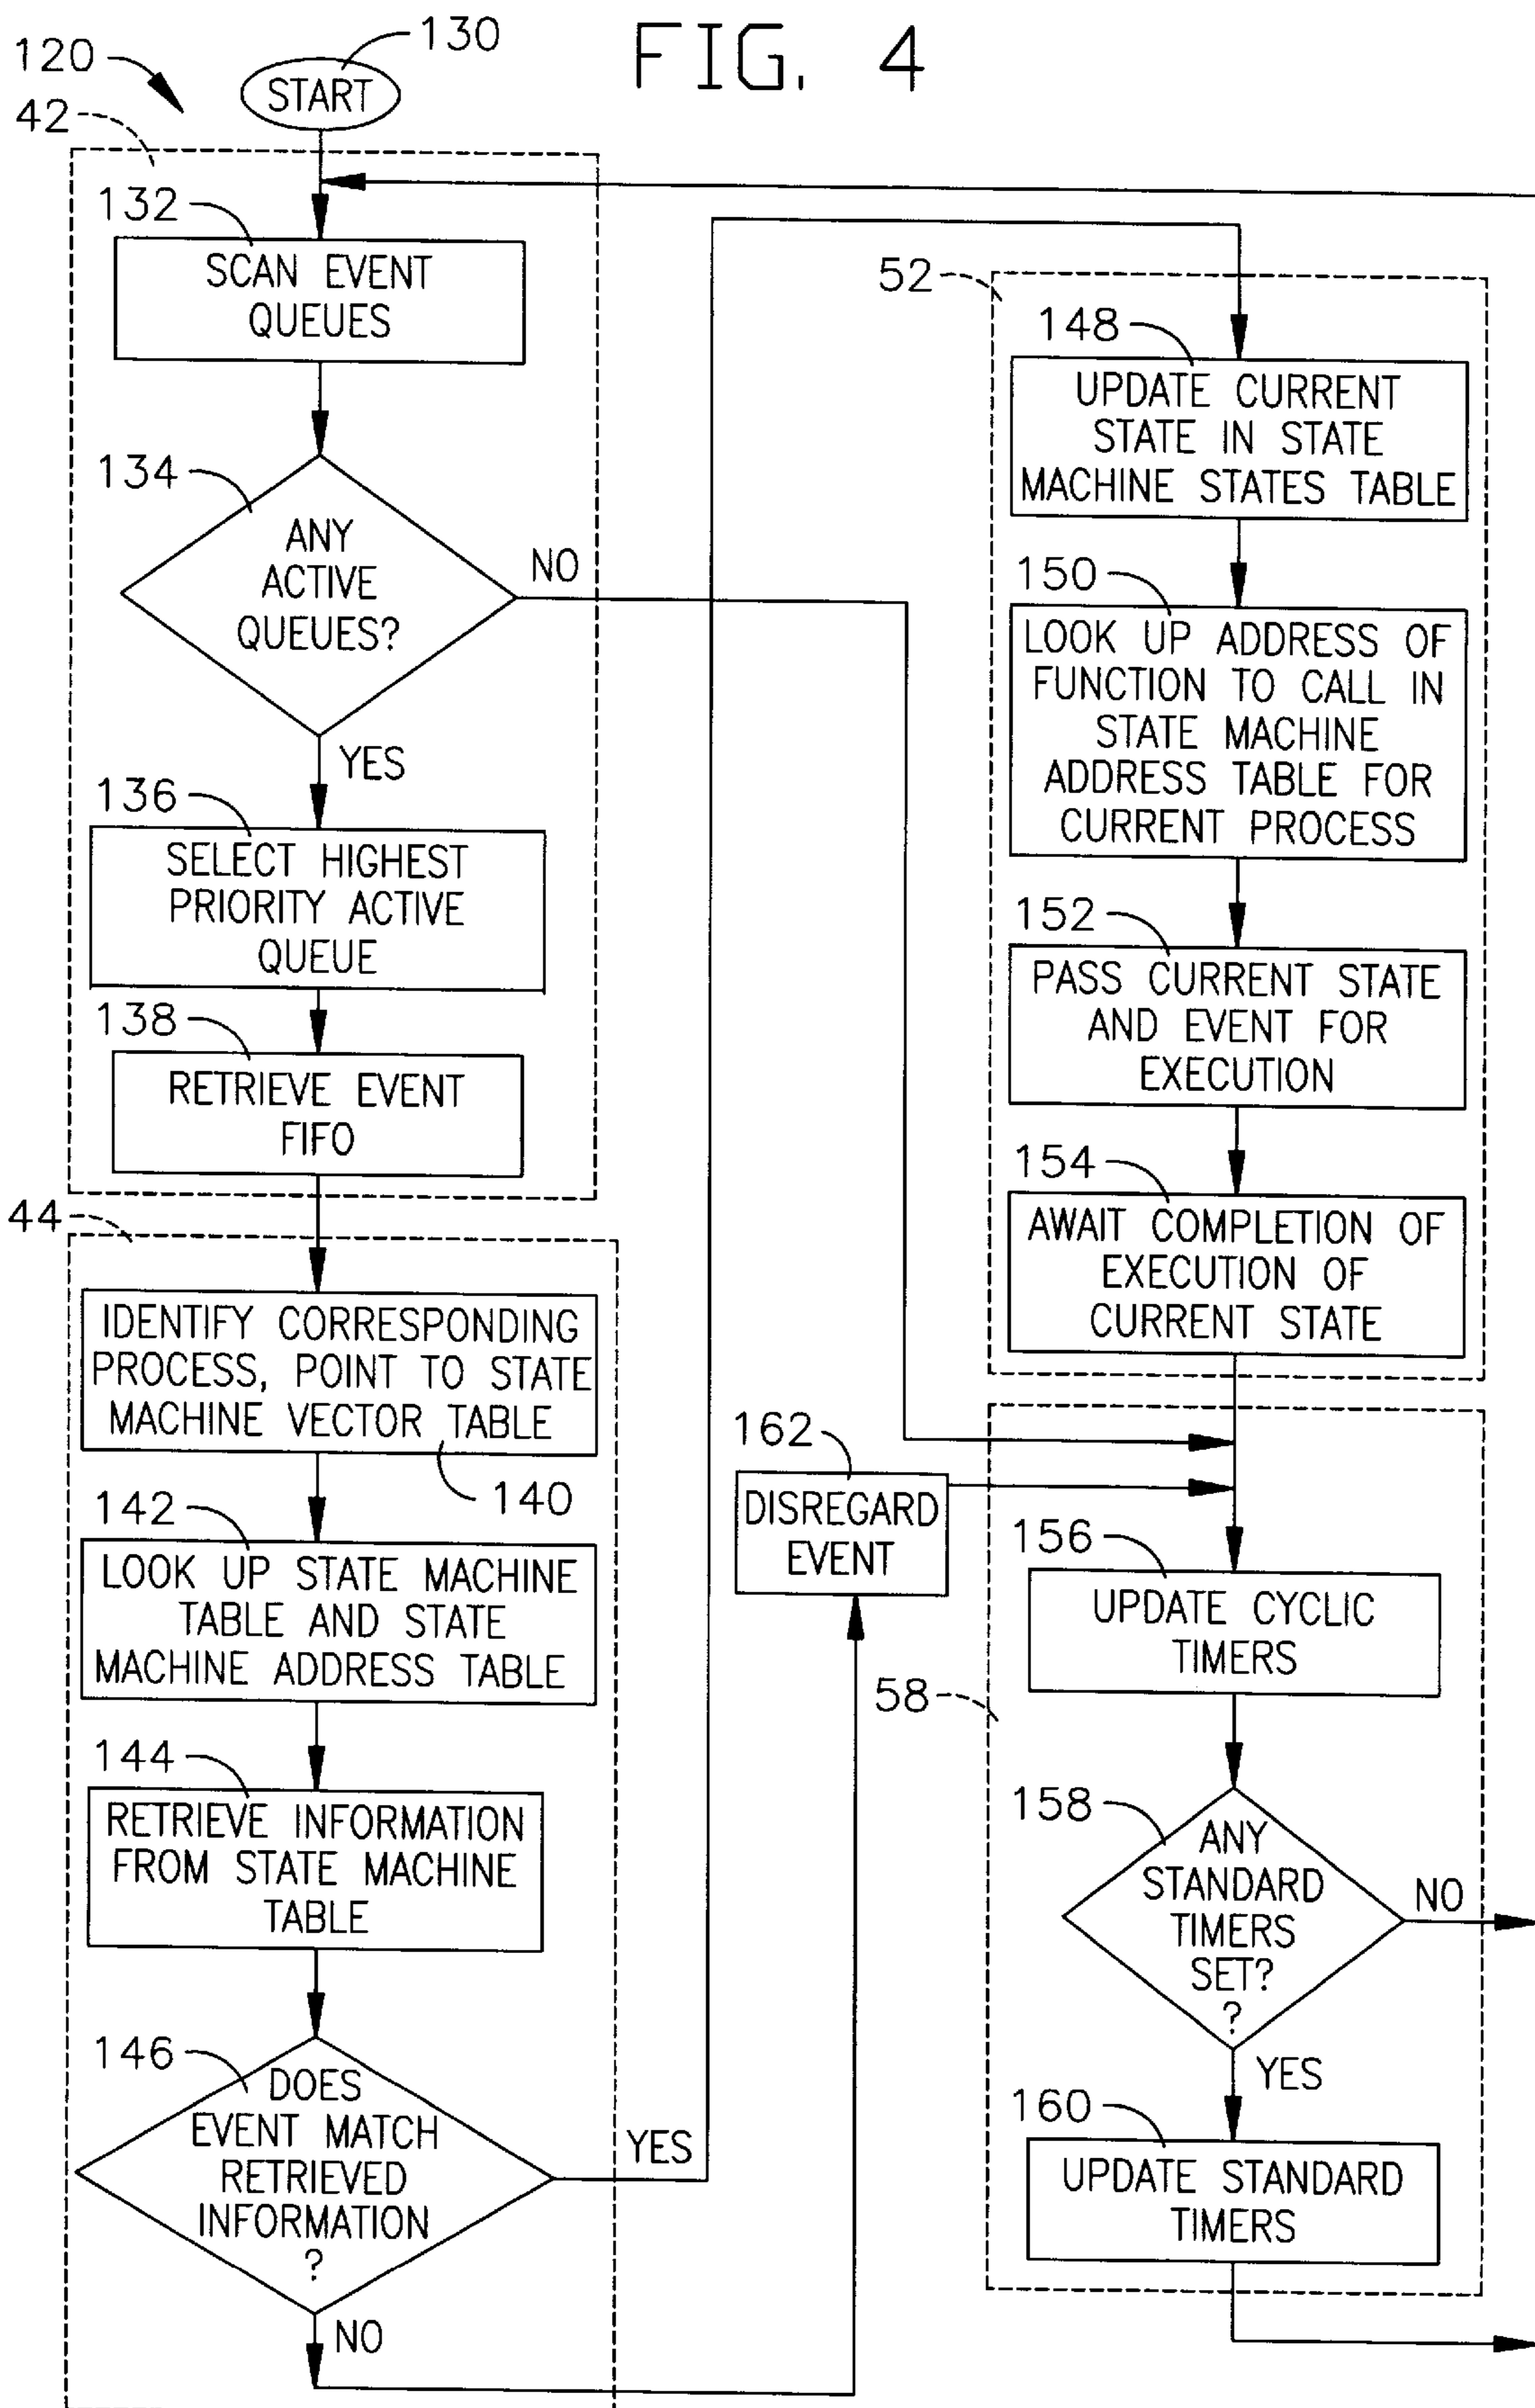 FIG. 4
120
130
START
42
132
SCAN EVENT
QUEUES
134
ANY
ACTIVE
QUEUES?
NO
YES
136
SELECT HIGHEST
PRIORITY ACTIVE
QUEUE
138
RETRIEVE EVENT
FIFO
44
IDENTIFY CORRESPONDING
PROCESS, POINT TO STATE
MACHINE VECTOR TABLE
140
142
LOOK UP STATE MACHINE
TABLE AND STATE
MACHINE ADDRESS TABLE
144
RETRIEVE INFORMATION
FROM STATE MACHINE
TABLE
146
DOES
EVENT MATCH
RETRIEVED
INFORMATION
?
YES
NO
162
DISREGARD
EVENT
52
148
UPDATE CURRENT
STATE IN STATE
MACHINE STATES TABLE
150
LOOK UP ADDRESS OF
FUNCTION TO CALL IN
STATE MACHINE
ADDRESS TABLE FOR
CURRENT PROCESS
152
PASS CURRENT STATE
AND EVENT FOR
EXECUTION
154
AWAIT COMPLETION OF
EXECUTION OF
CURRENT STATE
156
UPDATE CYCLIC
TIMERS
58
158
ANY
STANDARD
TIMERS
SET?
?
NO
YES
160
UPDATE STANDARD
TIMERS